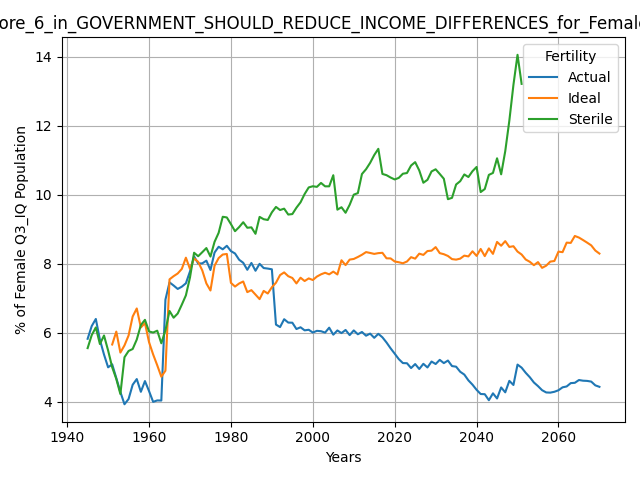 ore_6_in_GOVERNMENT_SHOULD_REDUCE_INCOME_DIFFERENCES_for_Female
% of Female Q3_IQ Population
14
12
10
8
6
4
Fertility
Actual
Ideal
Sterile
1940 1960 1980 2000 2020 2040 2060
Years